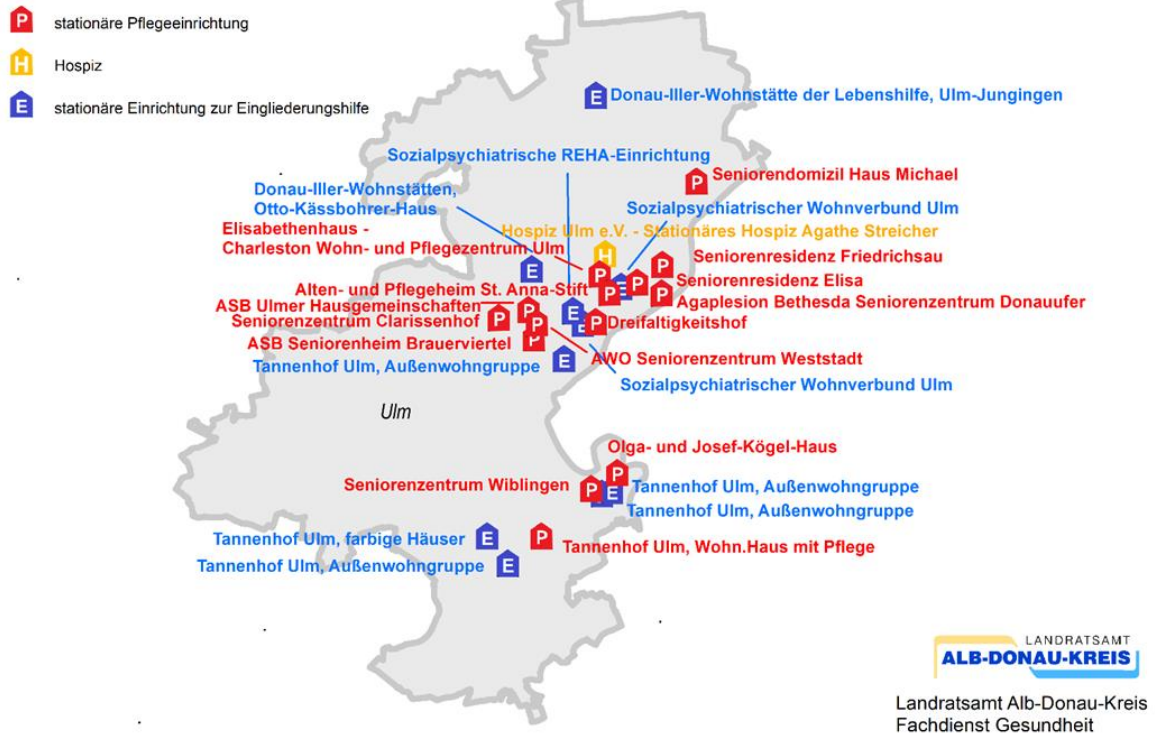 P stationäre Pflegeeinrichtung
H Hospiz
E stationäre Einrichtung zur Eingliederungshilfe
E Donau-Iller-Wohnstätte der Lebenshilfe, Ulm-Jungingen
Sozialpsychiatrische REHA-Einrichtung
P Seniorendomizil Haus Michael
Donau-Iller-Wohnstätten,
Otto-Kässbohrer-Haus
Sozialpsychiatrischer Wohnverbund Ulm
Elisabethenhaus -
Charleston Wohn- und Pflegezentrum Ulm
Hospiz Ulm e.V. - Stationäres Hospiz Agathe Streicher
H
E
P
P
Seniorenresidenz Friedrichsau
E
P
Seniorenresidenz Elisa
Alten- und Pflegeheim St. Anna-Stift
P
P
Agaplesion Bethesda Seniorenzentrum Donauufer
ASB Ulmer Hausgemeinschaften
P
E
Seniorenzentrum Clarissenhof
P
P
E
P
Dreifaltigkeitshof
ASB Seniorenheim Brauerviertel
P
AWO Seniorenzentrum Weststadt
Tannenhof Ulm, Außenwohngruppe
E
Sozialpsychiatrischer Wohnverbund Ulm
Ulm
Olga- und Josef-Kögel-Haus
P
Seniorenzentrum Wiblingen
P
E
Tannenhof Ulm, Außenwohngruppe
Tannenhof Ulm, Außenwohngruppe
Tannenhof Ulm, farbige Häuser
E
P
Tannenhof Ulm, Wohn.Haus mit Pflege
Tannenhof Ulm, Außenwohngruppe
E
LANDRATSAMT
ALB-DONAU-KREIS
Landratsamt Alb-Donau-Kreis
Fachdienst Gesundheit